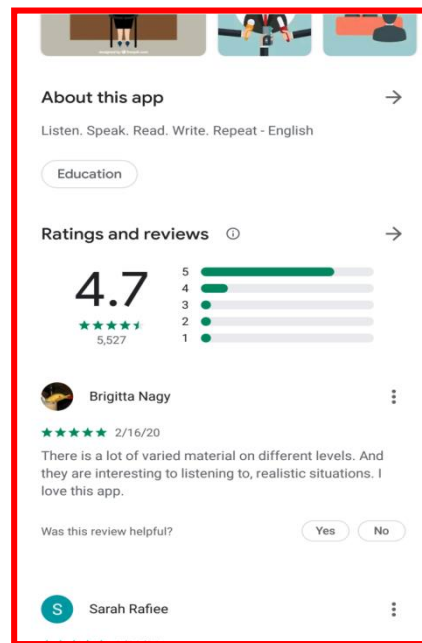 About this app
Listen. Speak. Read. Write. Repeat - English
Education
Ratings and reviews
4.7
5,527
5
4
3
2
1
Brigitta Nagy
2/16/20
There is a lot of varied material on different levels. And
they are interesting to listening to, realistic situations. I
love this app.
Was this review helpful?
Yes
No
S
Sarah Rafiee